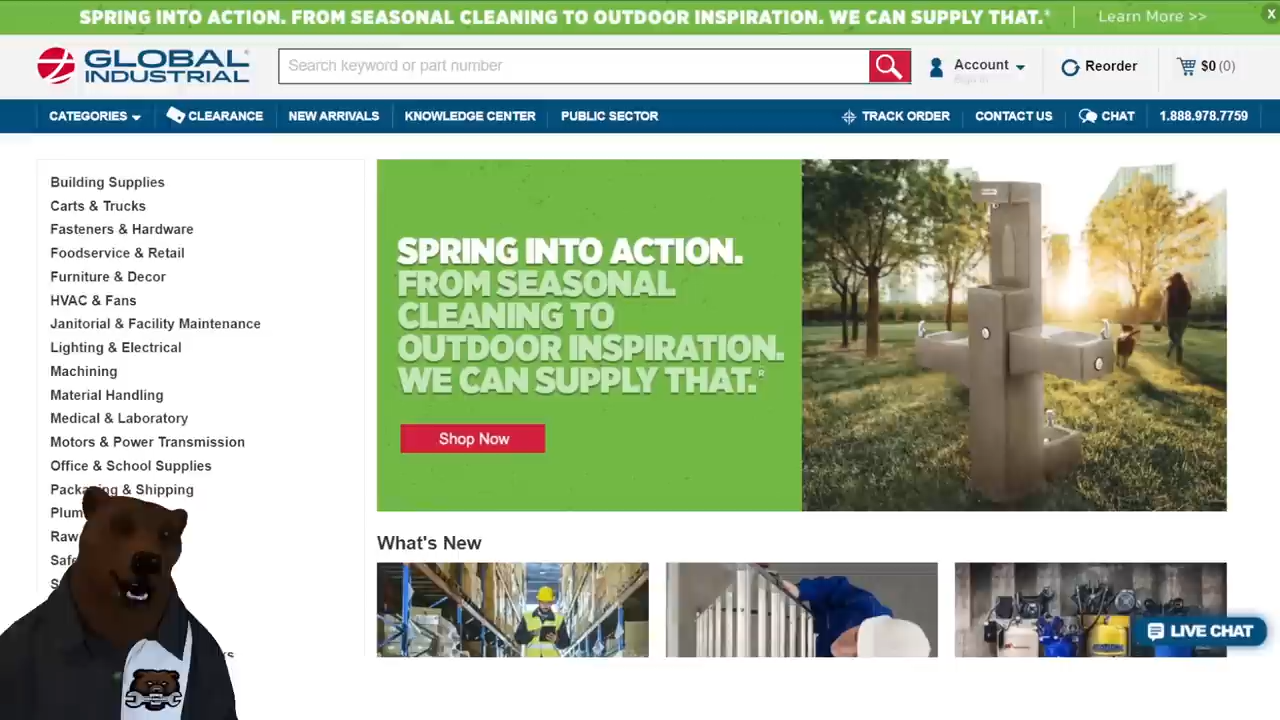 SPRING INTO ACTION. FROM SEASONAL CLEANING TO OUTDOOR INSPIRATION. WE CAN SUPPLY THAT.®
Learn More >>
X
GLOBAL INDUSTRIAL
Search keyword or part number
Account
Sign In
Reorder
$0 (0)
CATEGORIES
CLEARANCE
NEW ARRIVALS
KNOWLEDGE CENTER
PUBLIC SECTOR
TRACK ORDER
CONTACT US
CHAT
1.888.978.7759
Building Supplies
Carts & Trucks
Fasteners & Hardware
Foodservice & Retail
Furniture & Decor
HVAC & Fans
Janitorial & Facility Maintenance
Lighting & Electrical
Machining
Material Handling
Medical & Laboratory
Motors & Power Transmission
Office & School Supplies
& Shipping
SPRING INTO ACTION.
FROM SEASONAL
CLEANING TO
OUTDOOR INSPIRATION.
WE CAN SUPPLY THAT.®
Shop Now
What's New
LIVE CHAT